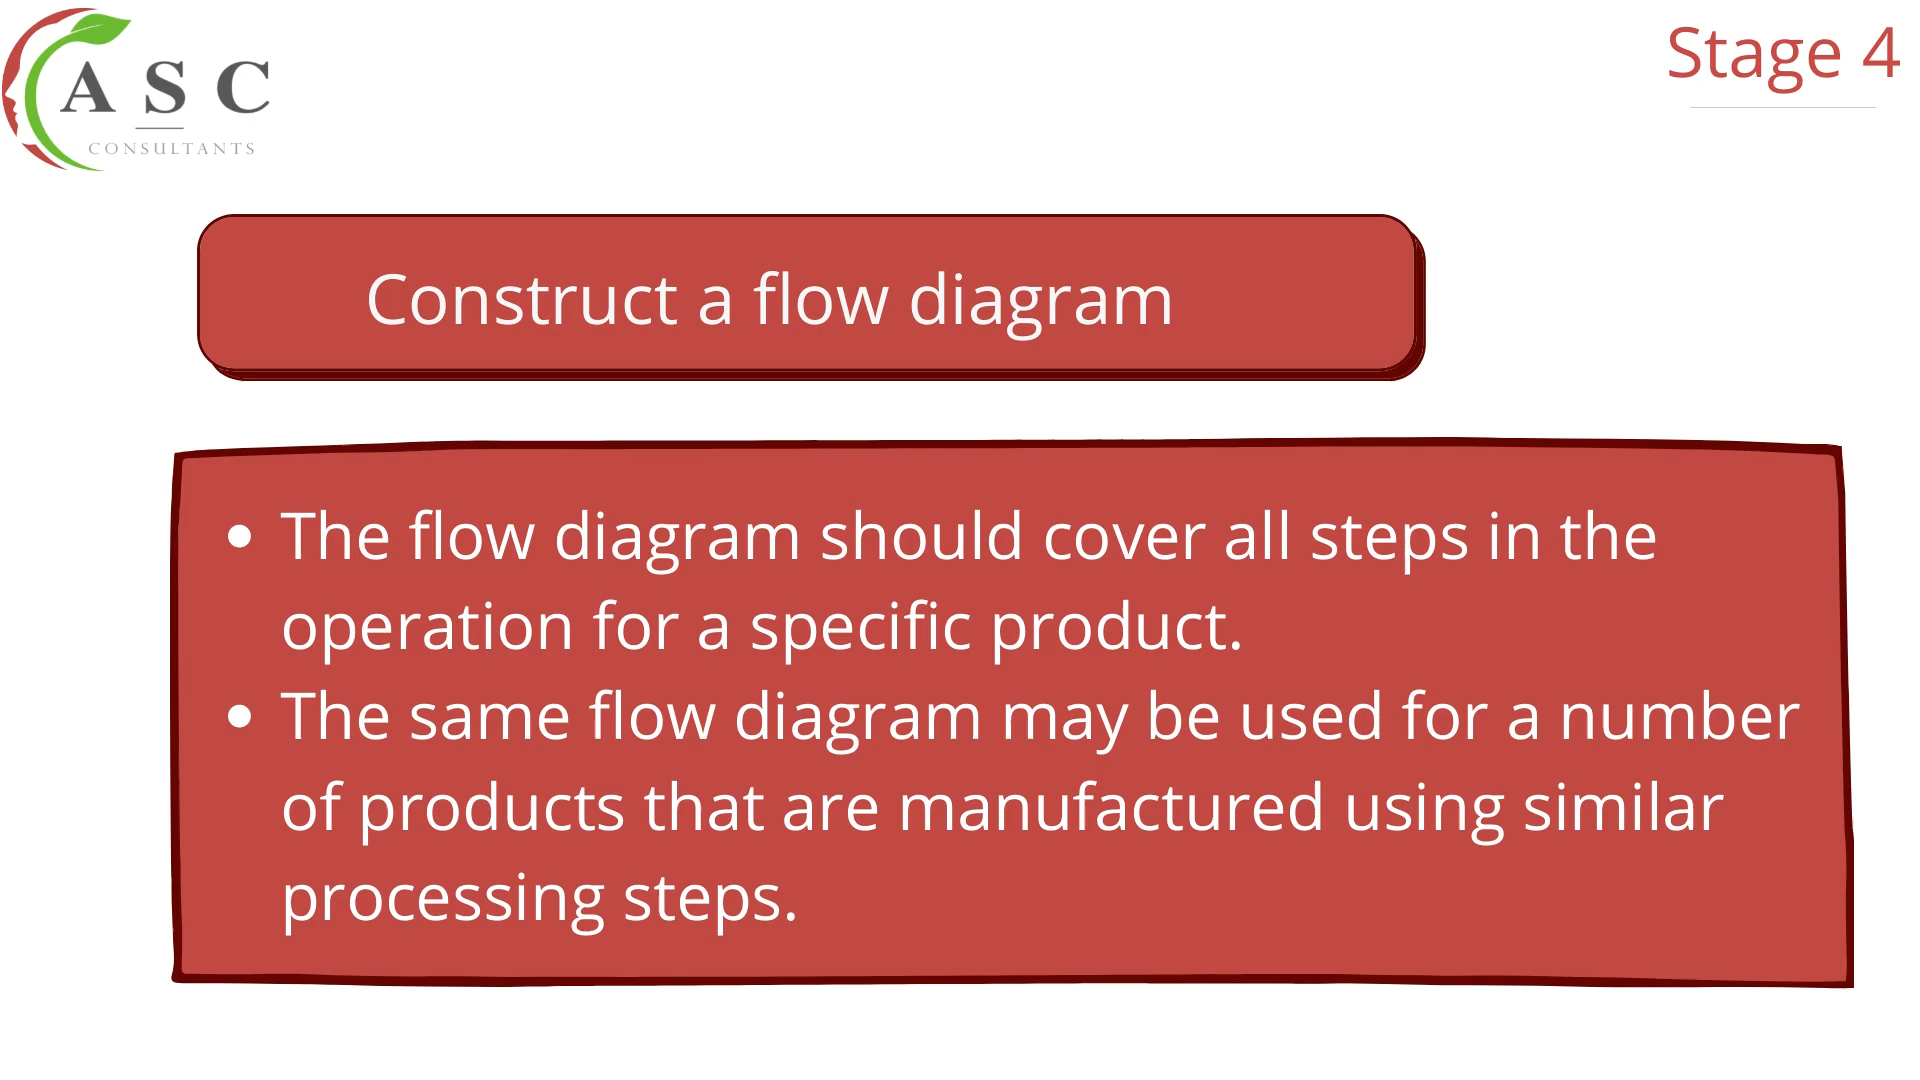 A S C
CONSULTANTS
Stage 4
Construct a flow diagram
• The flow diagram should cover all steps in the
operation for a specific product.
• The same flow diagram may be used for a number
of products that are manufactured using similar
processing steps.